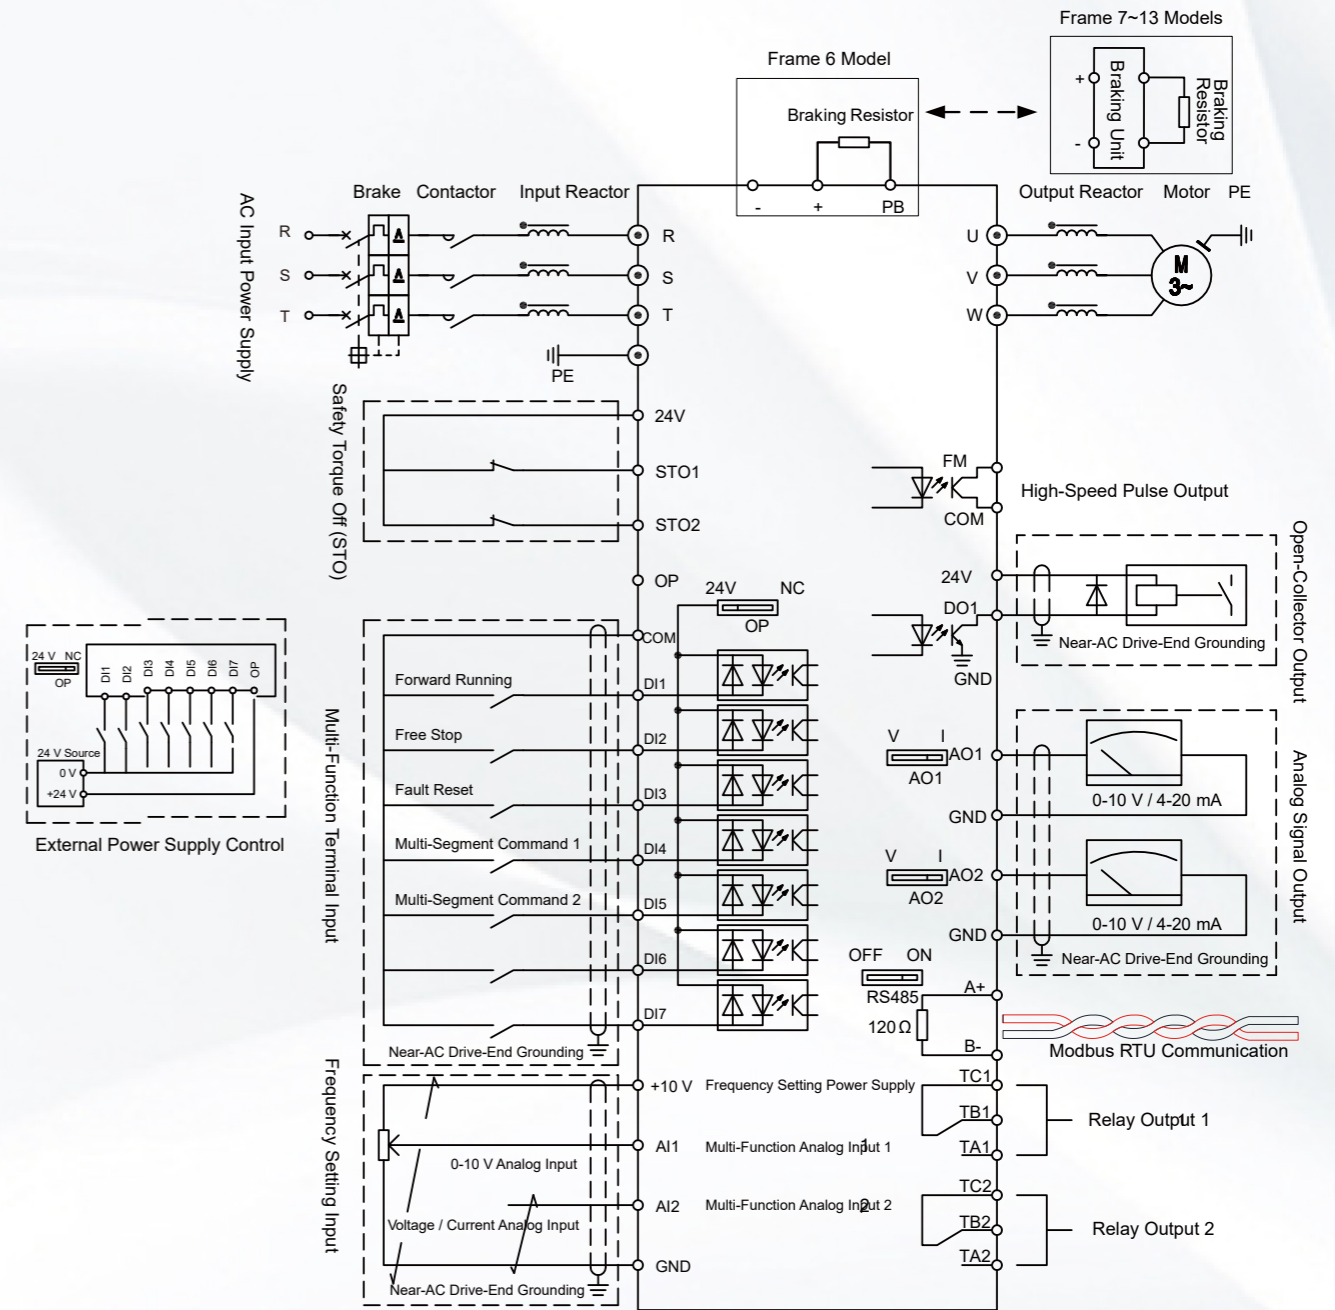 Frame 7~13 Models
Frame 6 Model
Braking Resistor
+
-
Braking Unit
Braking
Resistor
-
+
PB
AC Input Power Supply
Brake
Contactor
Input Reactor
Output Reactor
Motor
PE
R
S
T
R
S
T
PE
U
V
W
M
3~
Safety Torque Off (STO)
24V
STO1
STO2
OP
FM
COM
High-Speed Pulse Output
24V
NC
OP
24V
DO1
GND
Near-AC Drive-End Grounding
Open-Collector Output
24 V
NC
OP
DI1
DI2
DI3
DI4
DI5
DI6
DI7
OP
24 V Source
0 V
+24 V
External Power Supply Control
Multi-Function Terminal Input
COM
Forward Running
DI1
Free Stop
DI2
Fault Reset
DI3
Multi-Segment Command 1
DI4
Multi-Segment Command 2
DI5
DI6
DI7
Near-AC Drive-End Grounding
V
I
AO1
AO1
0-10 V / 4-20 mA
GND
V
I
AO2
AO2
0-10 V / 4-20 mA
GND
Near-AC Drive-End Grounding
Analog Signal Output
OFF
ON
RS485
A+
120 Ω
B-
Modbus RTU Communication
Frequency Setting Input
+10 V
Frequency Setting Power Supply
AI1
Multi-Function Analog Input 1
1
0-10 V Analog Input
AI2
Multi-Function Analog Input 2
2
Voltage / Current Analog Input
GND
Near-AC Drive-End Grounding
TC1
TB1
TA1
Relay Output 1
TC2
TB2
TA2
Relay Output 2